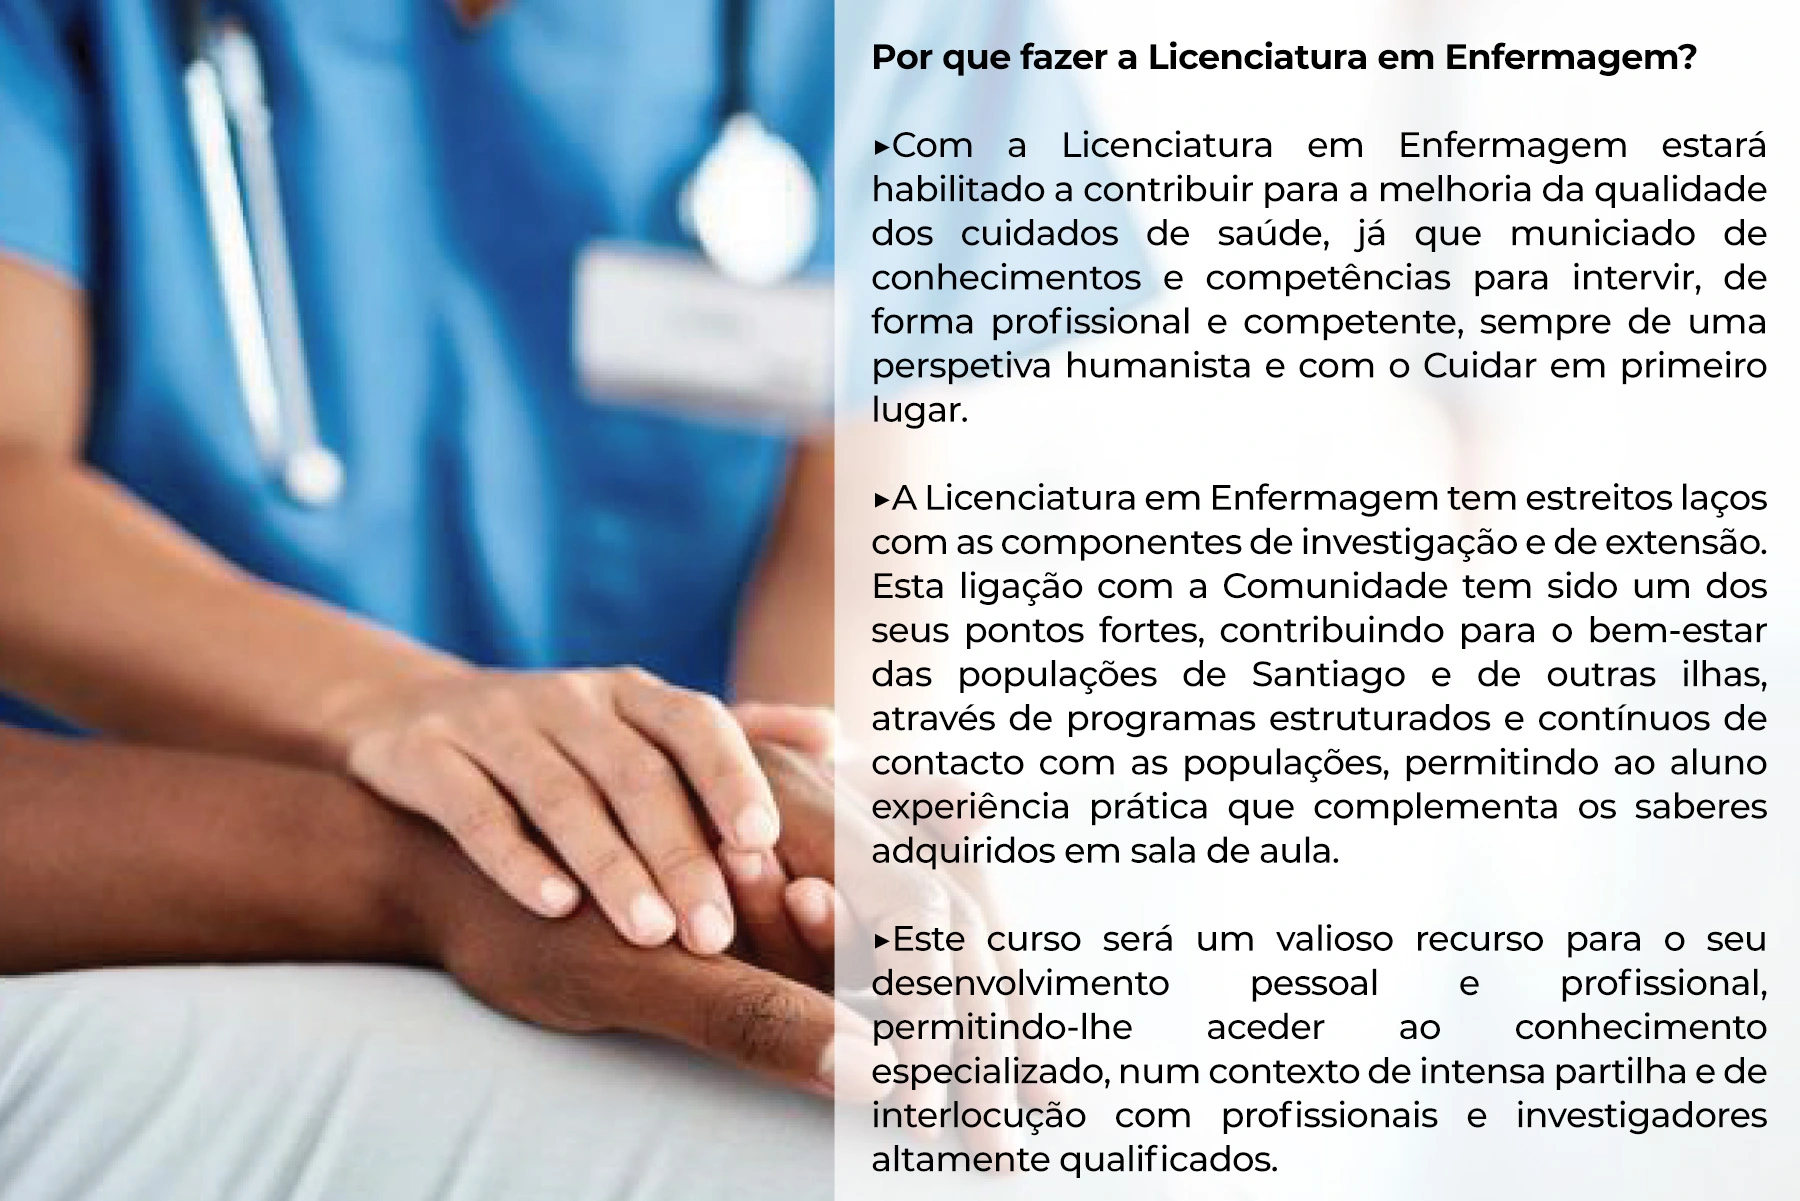 Por que fazer a Licenciatura em Enfermagem?
▸Com a Licenciatura em Enfermagem estará
habilitado a contribuir para a melhoria da qualidade
dos cuidados de saúde, já que municiado de
conhecimentos e competências para intervir, de
forma profissional e competente, sempre de uma
perspetiva humanista e com o Cuidar em primeiro
lugar.
▸A Licenciatura em Enfermagem tem estreitos laços
com as componentes de investigação e de extensão.
Esta ligação com a Comunidade tem sido um dos
seus pontos fortes, contribuindo para o bem-estar
das populações de Santiago e de outras ilhas,
através de programas estruturados e contínuos de
contacto com as populações, permitindo ao aluno
experiência prática que complementa os saberes
adquiridos em sala de aula.
▸Este curso será um valioso recurso para o seu
desenvolvimento pessoal e profissional,
permitindo-lhe aceder ao conhecimento
especializado, num contexto de intensa partilha e de
interlocução com profissionais e investigadores
altamente qualificados.